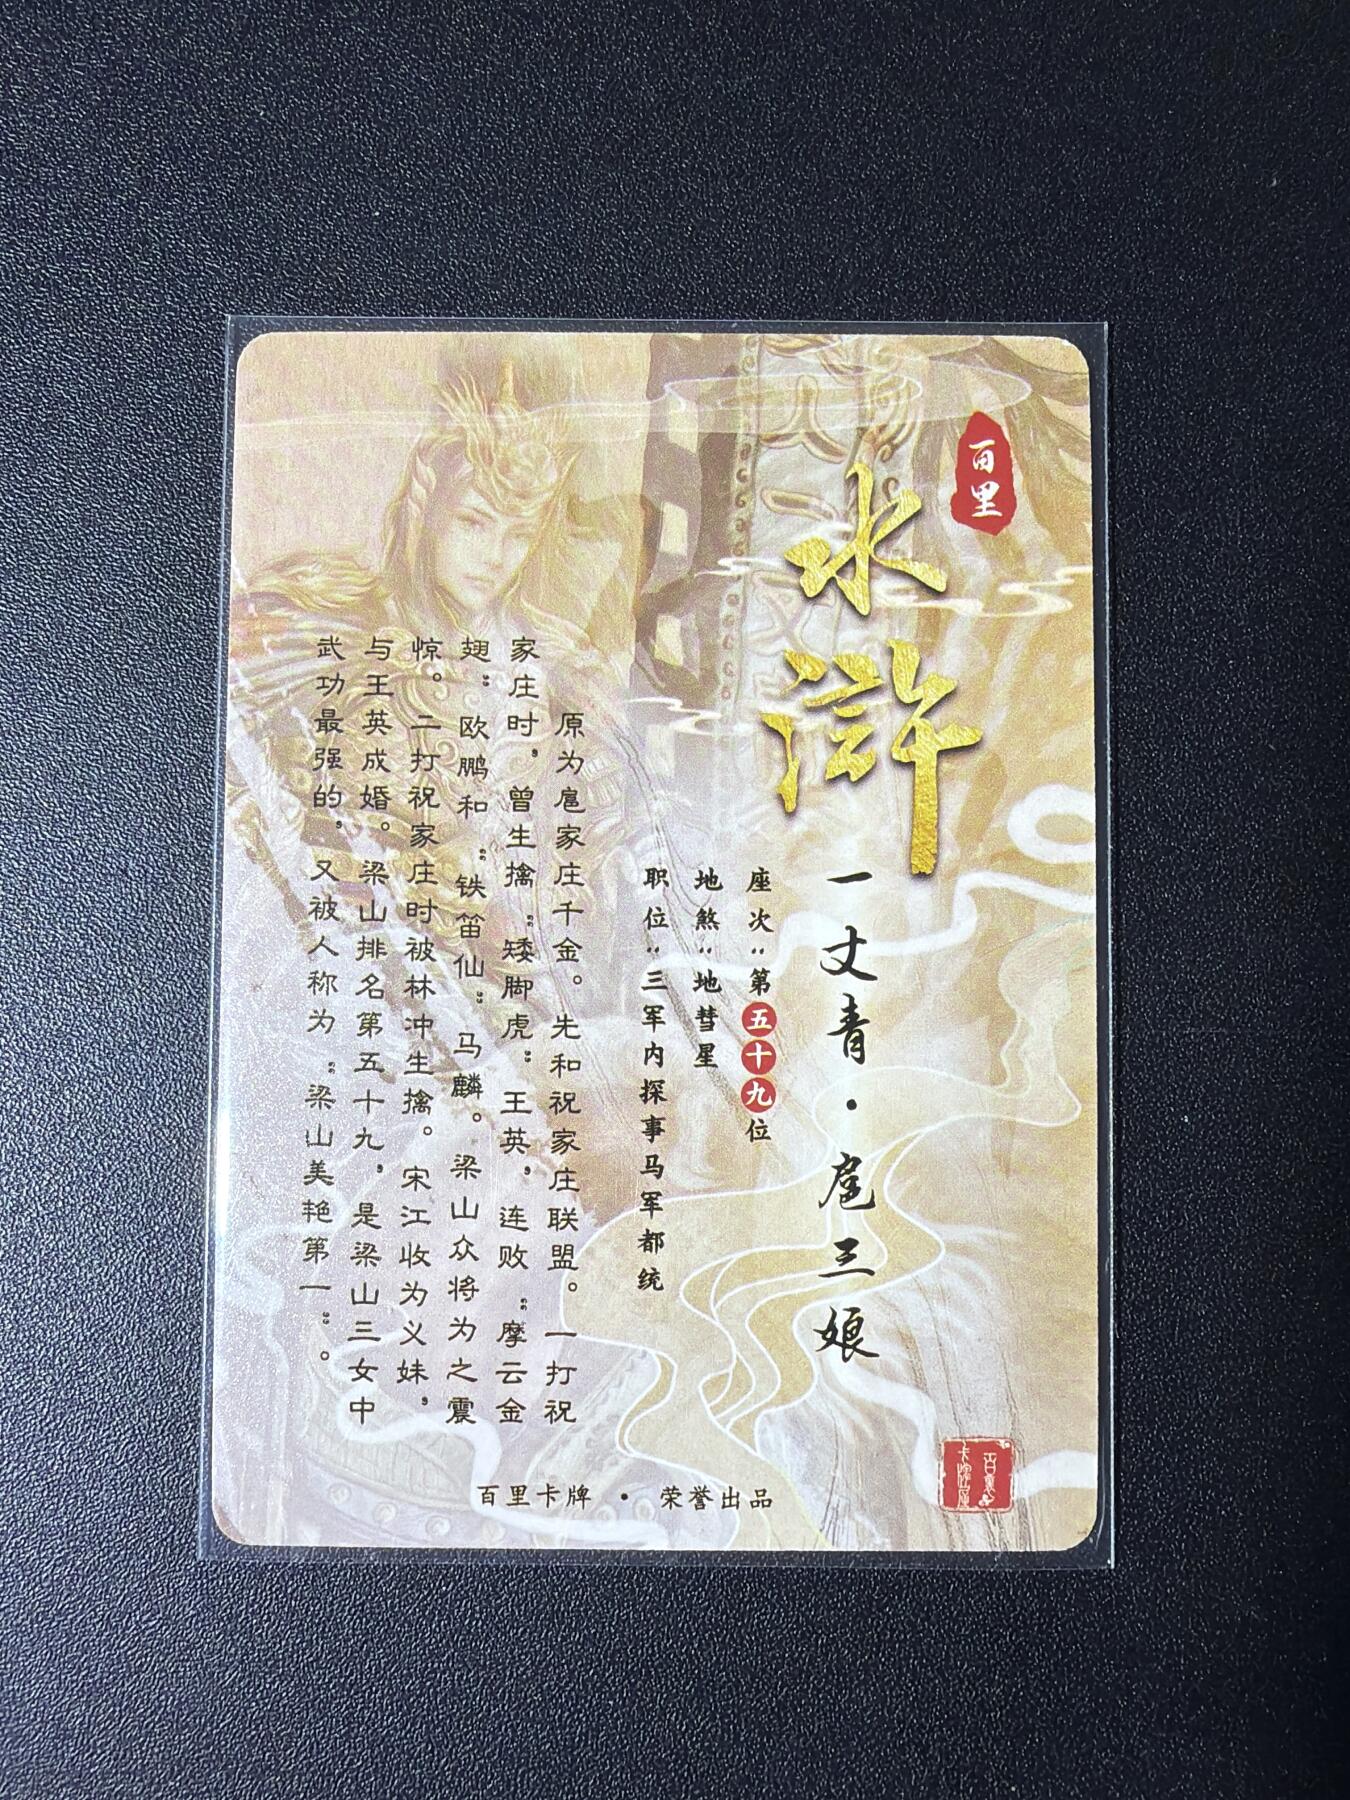 百里
水浒
一丈青·扈三娘
座次：第五十九位
地煞：地彗星
职位：三军内探事马军都统
原为扈家庄千金。先和祝家庄联盟。一打祝
家庄时，曾生擒“矮脚虎”王英，连败“摩云金
翅”欧鹏和“铁笛仙”马麟。梁山众将为之震
惊。二打祝家庄时被林冲生擒。宋江收为义妹，
与王英成婚。梁山排名第五十九，是梁山三女中
武功最强的，又被人称为“梁山美艳第一”。
百里卡牌·荣誉出品